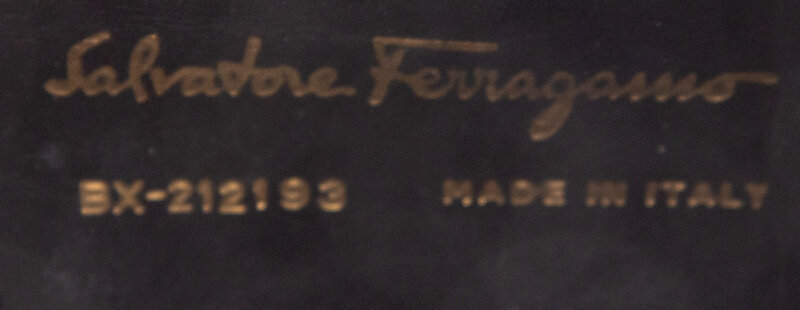 Salvatore Ferragamo
BX-212193 MADE IN ITALY